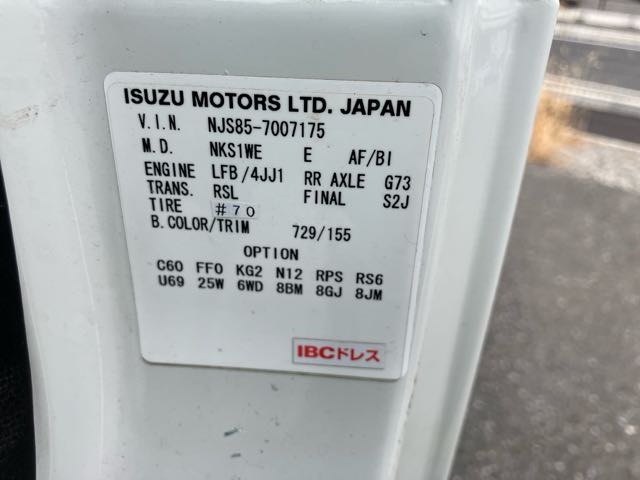 ISUZU MOTORS LTD. JAPAN
V.I.N. NJS85-7007175
M.D. NKS1WE E AF/BI
ENGINE LFB/4JJ1 RR AXLE G73
TRANS. RSL FINAL S2J
TIRE #70
B.COLOR/TRIM 729/155
OPTION
C60 FF0 KG2 N12 RPS RS6
U69 25W 6WD 8BM 8GJ 8JM
IBCドレス